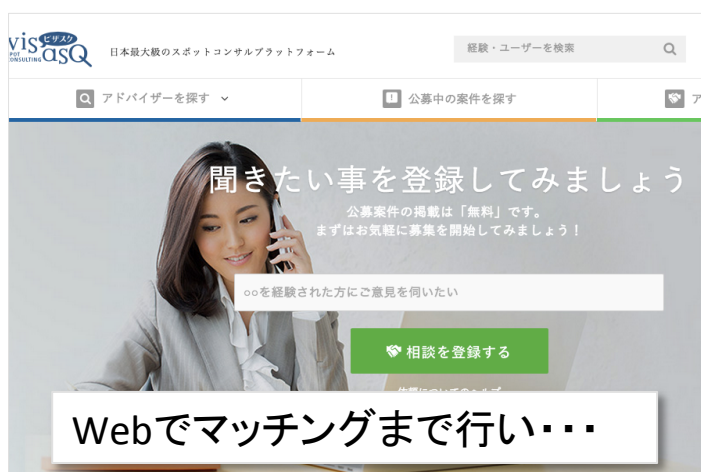 ビザスク
visasQ
SPOT
CONSULTING
日本最大級のスポットコンサルプラットフォーム
経験・ユーザーを検索
アドバイザーを探す
公募中の案件を探す
ア
聞きたい事を登録してみましょう
公募案件の掲載は「無料」です。
まずはお気軽に募集を開始してみましょう！
○○を経験された方にご意見を伺いたい
相談を登録する
Webでマッチングまで行い・・・